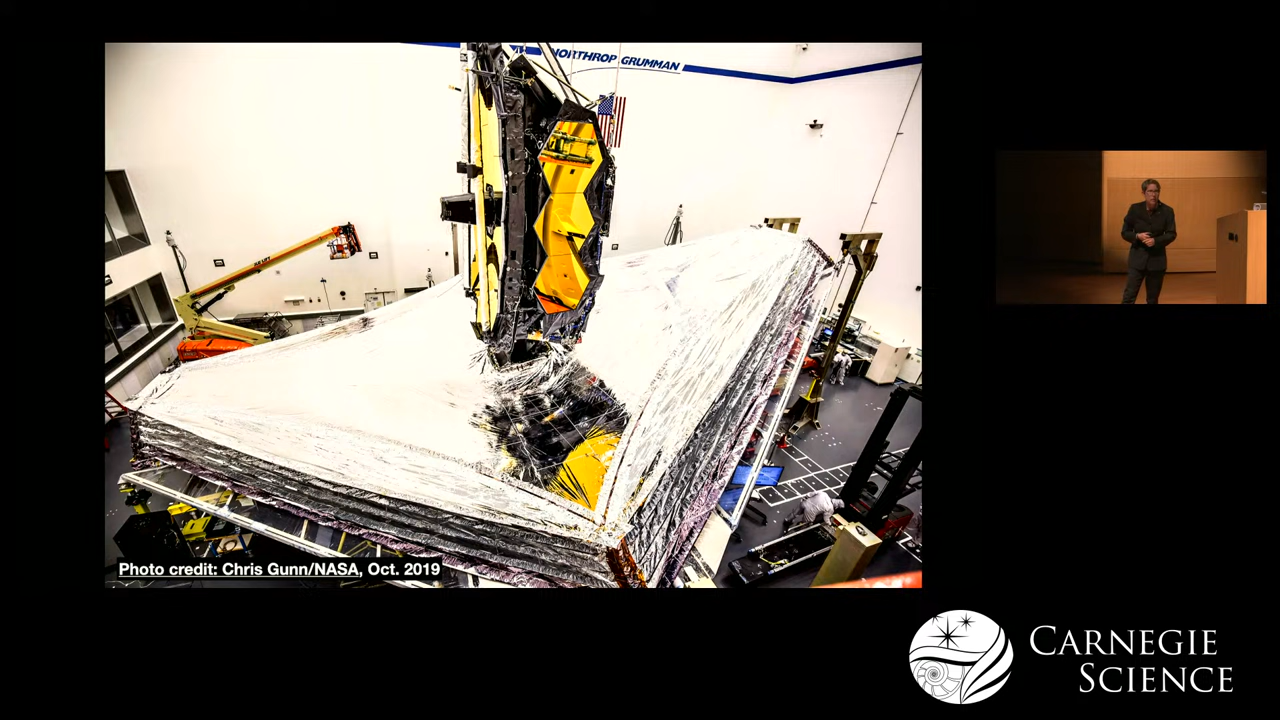 NORTHROP GRUMMAN
Photo credit: Chris Gunn/NASA, Oct. 2019
CARNEGIE
SCIENCE